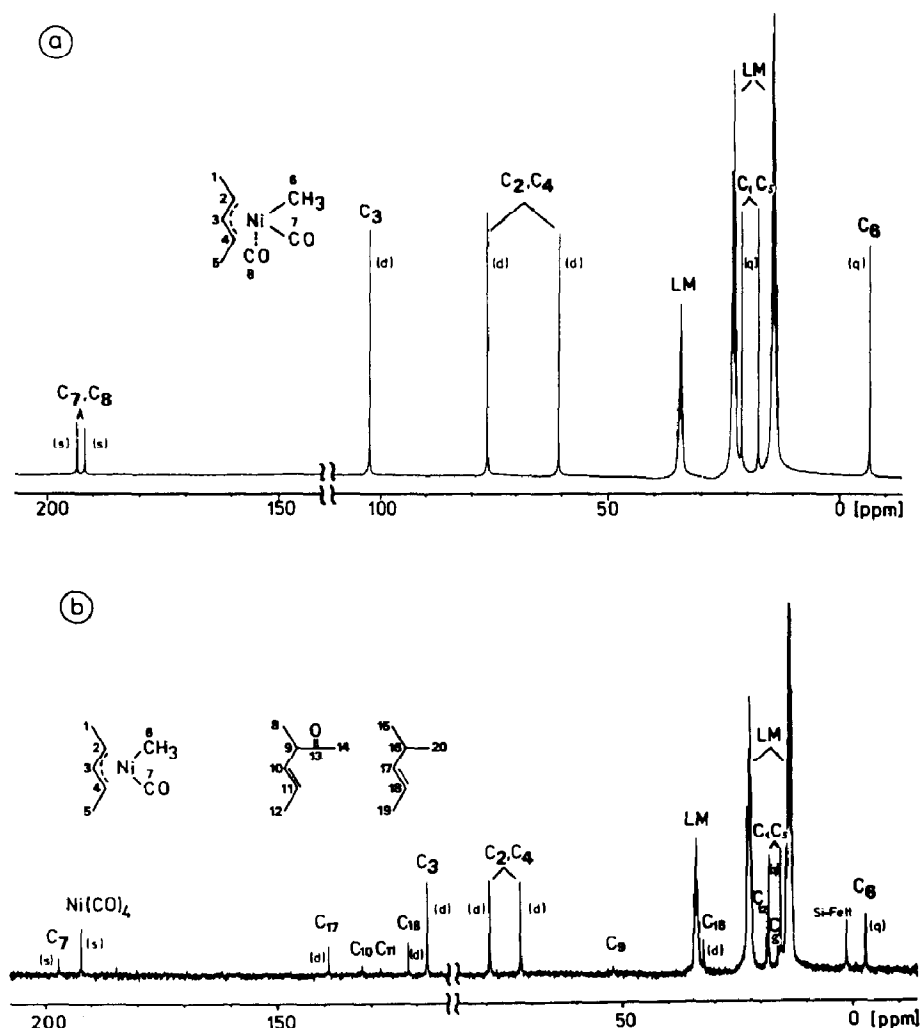 a
LM
C2,C4
C1 C5
C3
C6
1
2
3
4
5
6
Ni
CH3
7
CO
CO
8
(d)
(d)
(d)
(q)
(q)
LM
C7,C8
(s)
(s)
200
150
100
50
0 [ppm]
b
1
2
3
4
5
6
Ni
CH3
7
CO
8
9
O
13
14
10
11
12
15
16
20
17
18
19
LM
LM
C1 C5
C2,C4
C3
Ni(CO)4
C7
(s)
(s)
C17
(d)
C10
C11
C18
(d)
(d)
(d)
(d)
C9
C16
(d)
C12
Si-Fett
C6
(q)
200
150
50
0 [ppm]